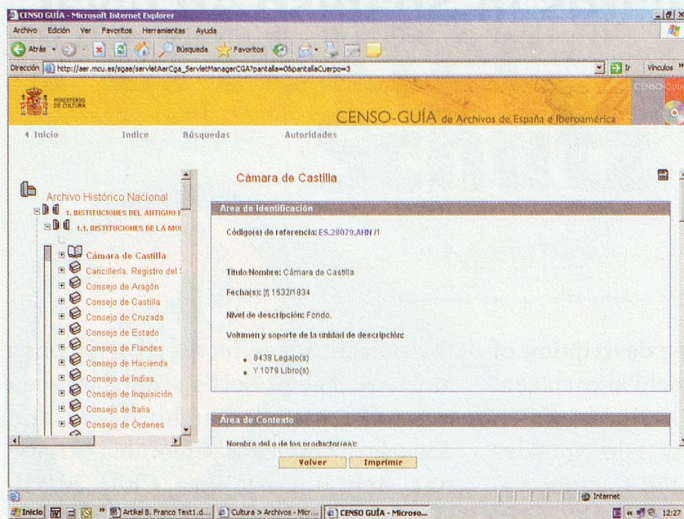 CENSO GUÍA - Microsoft Internet Explorer
Archivo Edición Ver Favoritos Herramientas Ayuda
Atrás Búsqueda Favoritos
Dirección http://aer.mcu.es/sgae/servletAerCga_ServletManagerCGA?pantalla=0&pantallaCuerpo=3 Ir Vínculos »
MINISTERIO
DE CULTURA
CENSO-GUÍA de Archivos de España e Iberoamérica
Inicio Indice Búsquedas Autoridades
Archivo Histórico Nacional
1. INSTITUCIONES DEL ANTIGUO
1.1. INSTITUCIONES DE LA
Cámara de Castilla
Cancillería. Registro del
Consejo de Aragón
Consejo de Castilla
Consejo de Cruzada
Consejo de Estado
Consejo de Flandes
Consejo de Hacienda
Consejo de Indias
Consejo de Inquisición
Consejo de Italia
Consejo de Órdenes
Cámara de Castilla
Área de Identificación
Código(s) de referencia: ES.28079.AHN /1
Título/Nombre: Cámara de Castilla
Fecha(s): [f] 1532/1834
Nivel de descripción: Fondo.
Volumen y soporte de la unidad de descripción:
8438 Legajo(s)
Y 1079 Libro(s)
Área de Contexto
Nombre del o de los productor(es):
Volver Imprimir
Internet
Inicio » Artikel B. Franco Text1.d... Cultura > Archivos - Micr... CENSO GUÍA - Microso... « 12:27